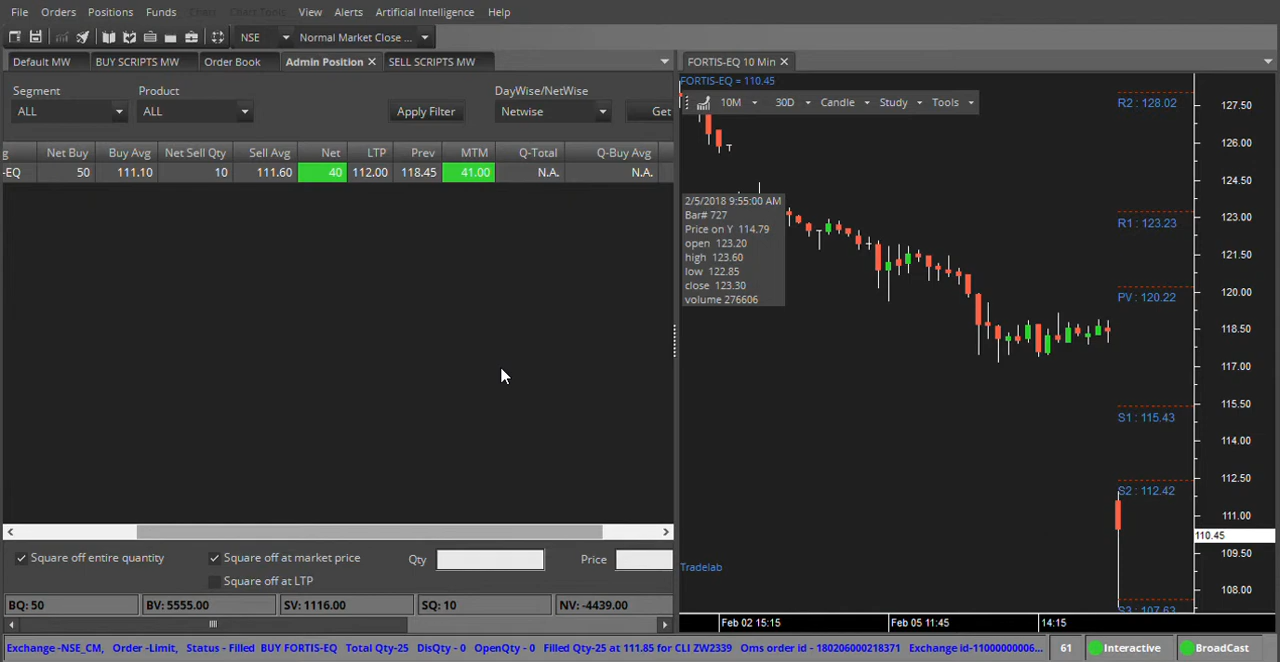 File Orders Positions Funds Chart Chart Tools View Alerts Artificial Intelligence Help
NSE Normal Market Close ...
Default MW BUY SCRIPTS MW Order Book Admin Position SELL SCRIPTS MW FORTIS-EQ 10 Min
FORTIS-EQ = 110.45
Segment Product DayWise/NetWise
ALL ALL Apply Filter Netwise Get
10M 30D Candle Study Tools
g Net Buy Buy Avg Net Sell Qty Sell Avg Net LTP Prev MTM Q-Total Q-Buy Avg
-EQ 50 111.10 10 111.60 40 112.00 118.45 41.00 N.A. N.A.
2/5/2018 9:55:00 AM
Bar# 727
Price on Y 114.79
open 123.20
high 123.60
low 122.85
close 123.30
volume 276606
R2 : 128.02
R1 : 123.23
PV : 120.22
S1 : 115.43
S2 : 112.42
S3 : 107.63
127.50
126.00
124.50
123.00
121.50
120.00
118.50
117.00
115.50
114.00
112.50
111.00
110.45
109.50
108.00
Tradelab
Feb 02 15:15 Feb 05 11:45 14:15
Square off entire quantity Square off at market price Qty Price
Square off at LTP
BQ: 50 BV: 5555.00 SV: 1116.00 SQ: 10 NV: -4439.00
Exchange -NSE_CM, Order -Limit, Status - Filled BUY FORTIS-EQ Total Qty-25 DisQty - 0 OpenQty - 0 Filled Qty-25 at 111.85 for CLI ZW2339 Oms order id - 180206000218371 Exchange id-11000000006... 61 Interactive BroadCast